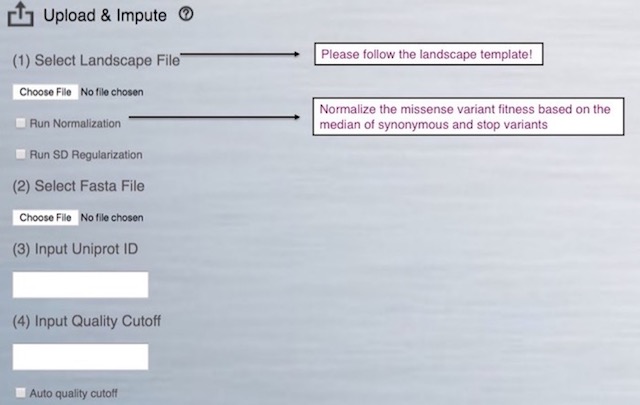 Upload & Impute ?
(1) Select Landscape File
Please follow the landscape template!
Choose File No file chosen
Run Normalization
Normalize the missense variant fitness based on the
median of synonymous and stop variants
Run SD Regularization
(2) Select Fasta File
Choose File No file chosen
(3) Input Uniprot ID
(4) Input Quality Cutoff
Auto quality cutoff